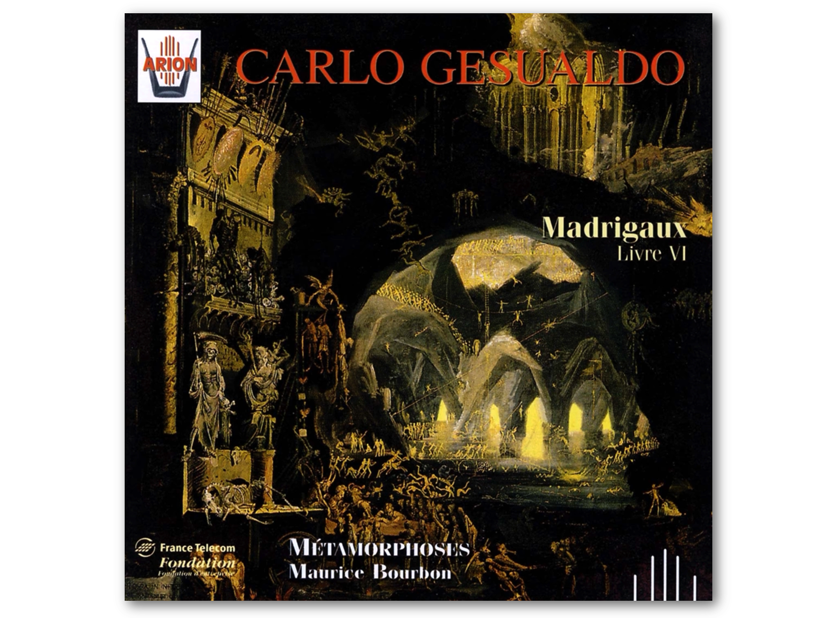 ARION
CARLO GESUALDO
Madrigaux
Livre VI
France Telecom
Fondation
MÉTAMORPHOSES
Maurice Bourbon